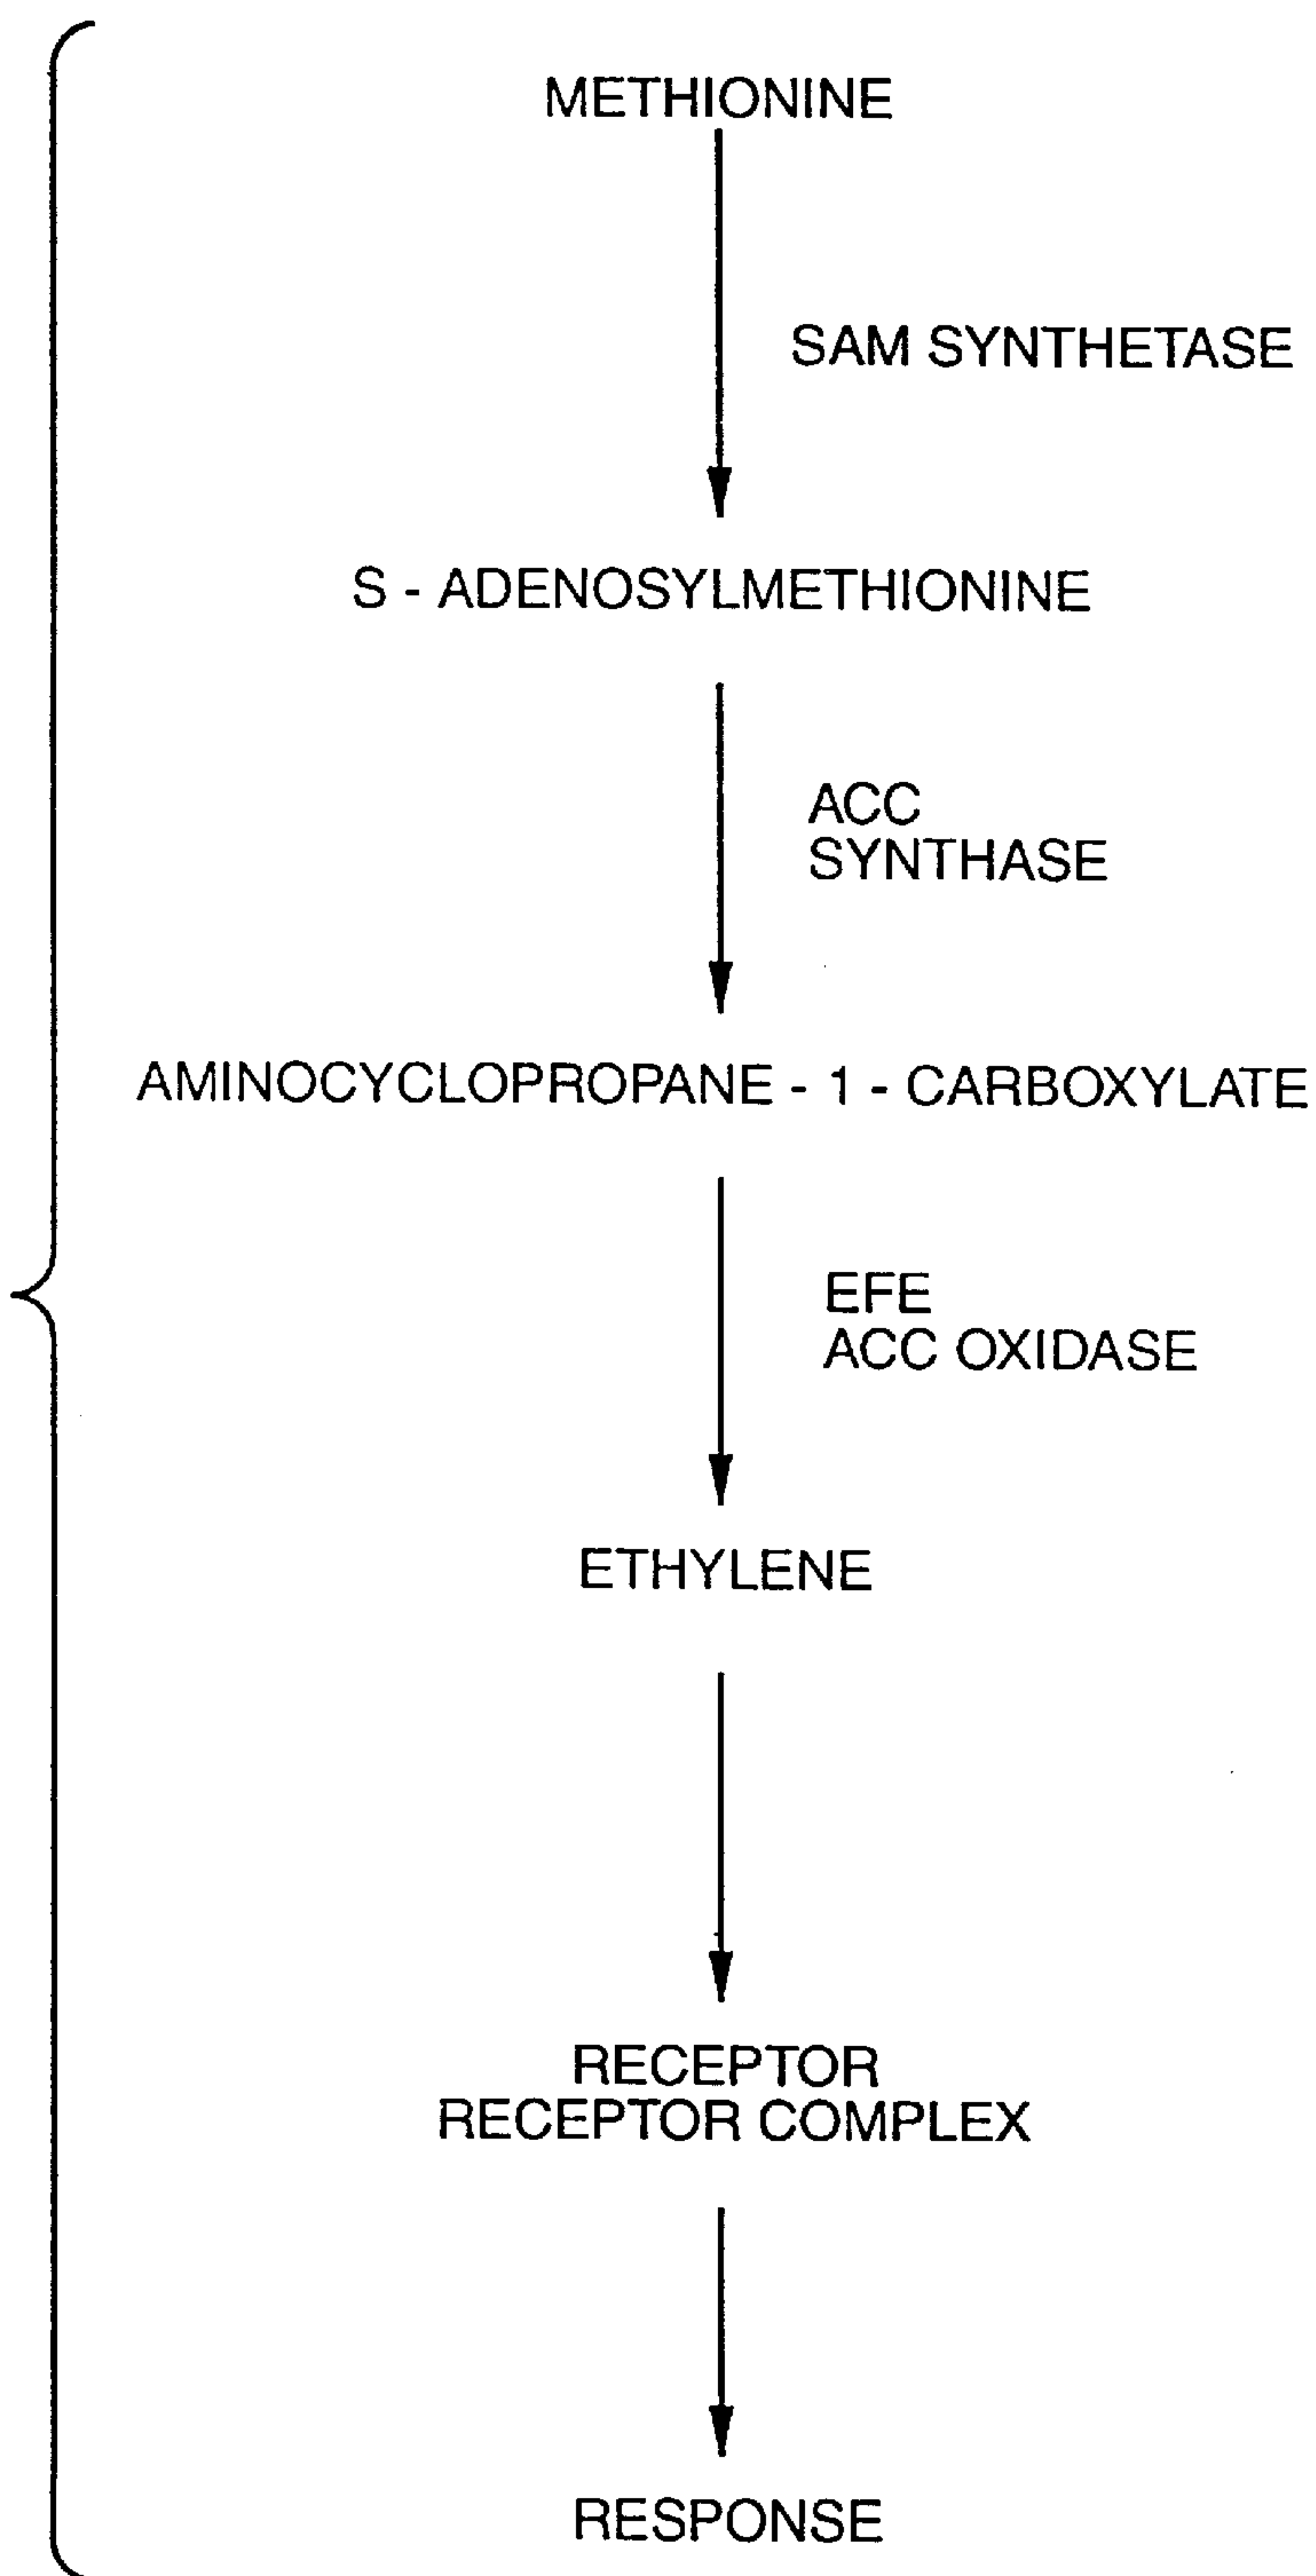 METHIONINE
SAM SYNTHETASE
S - ADENOSYLMETHIONINE
ACC
SYNTHASE
AMINOCYCLOPROPANE - 1 - CARBOXYLATE
EFE
ACC OXIDASE
ETHYLENE
RECEPTOR
RECEPTOR COMPLEX
RESPONSE